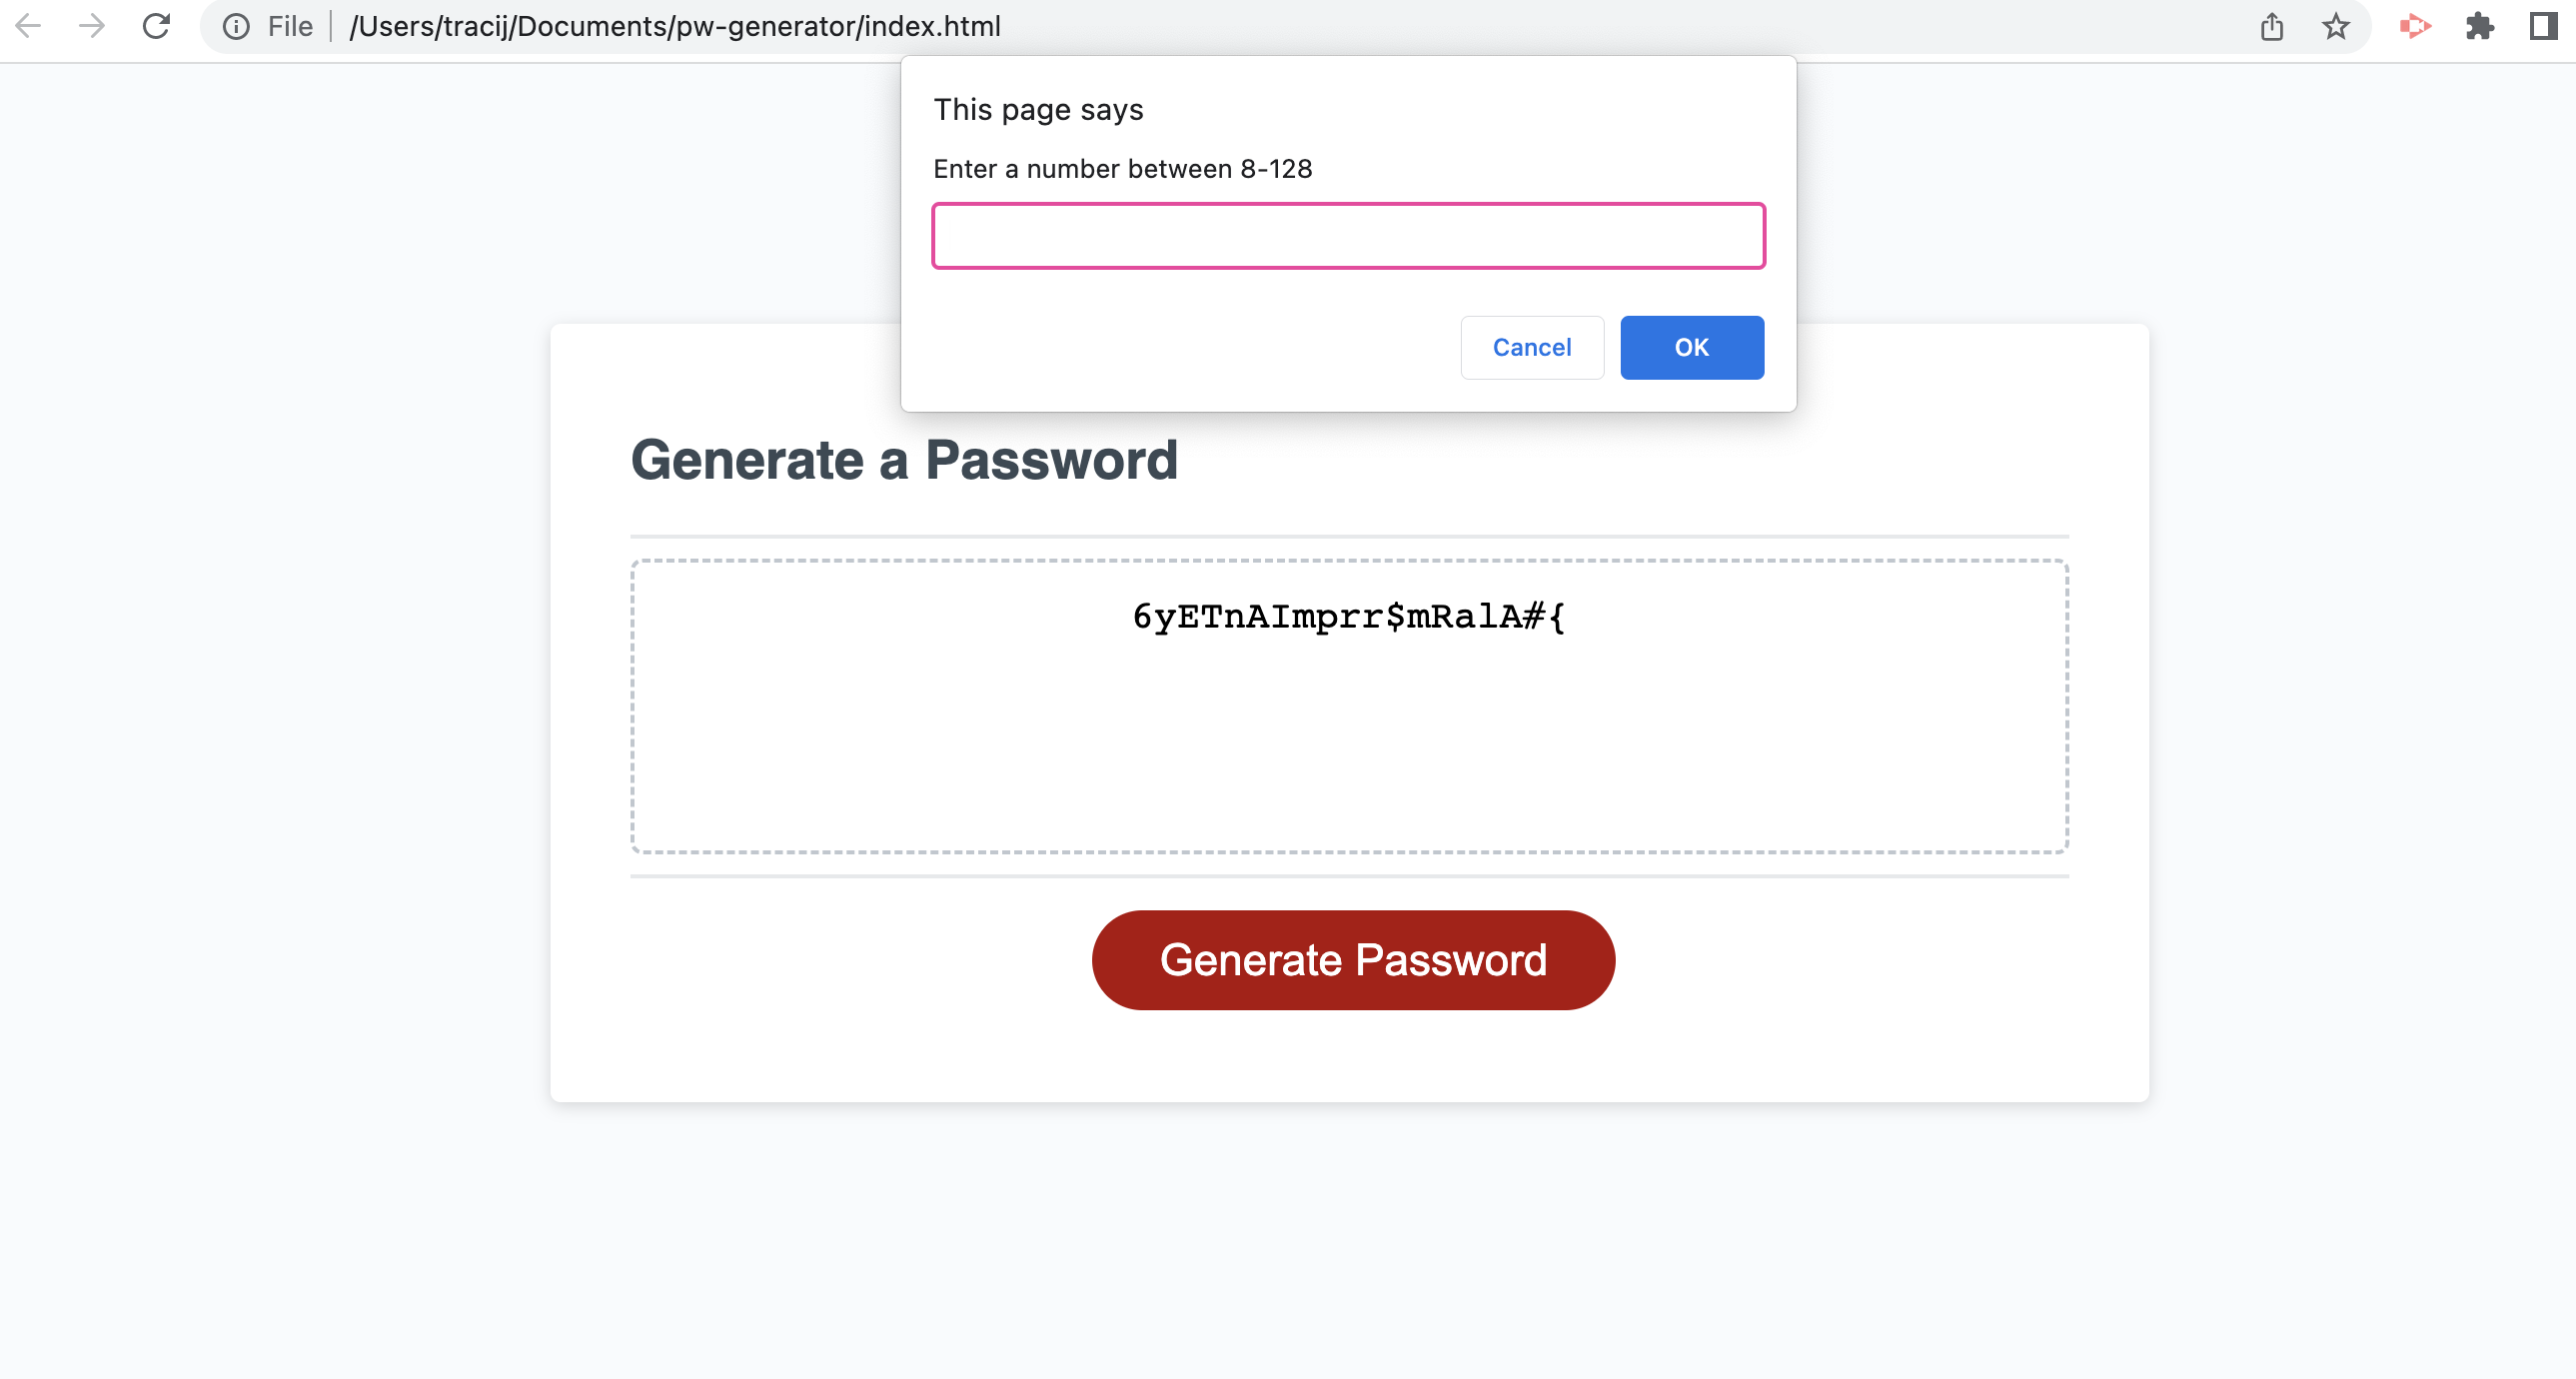 File | /Users/tracij/Documents/pw-generator/index.html
This page says
Enter a number between 8-128
Cancel OK
Generate a Password
6yETnAImprr$mRalA#{
Generate Password